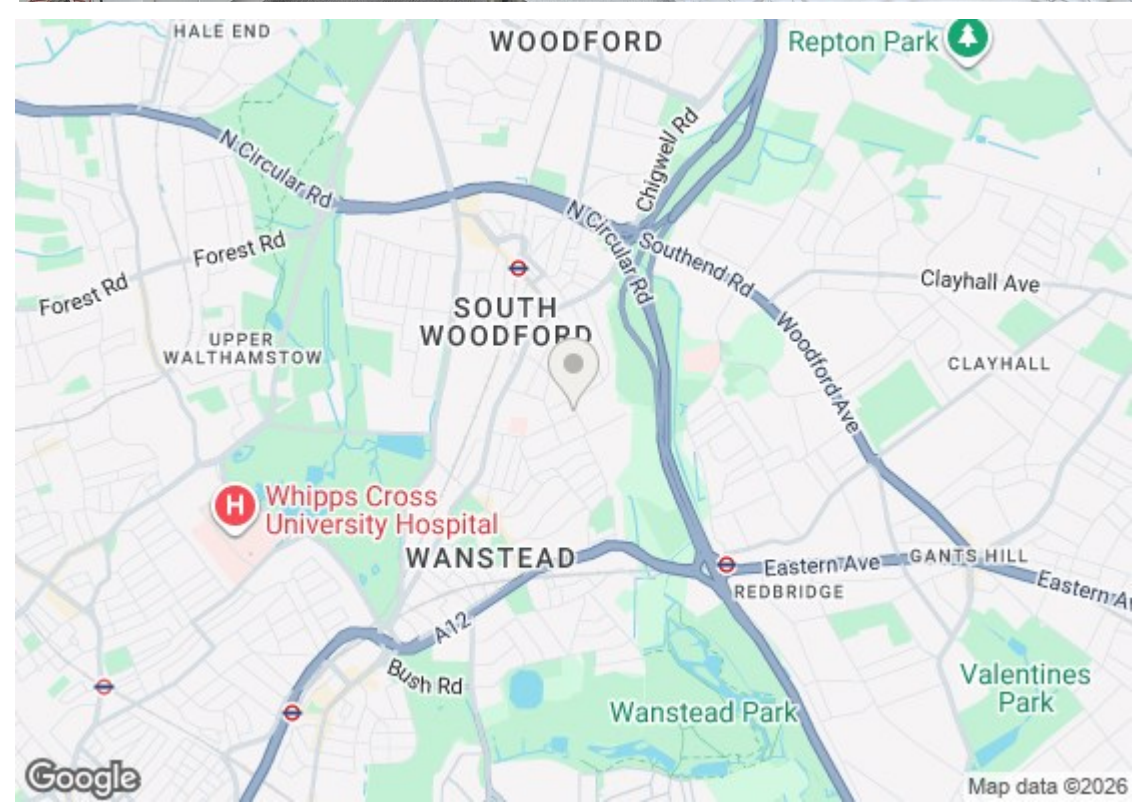 HALE END
WOODFORD
Repton Park
N Circular Rd
Chigwell Rd
N Circular Rd
Southend Rd
Forest Rd
Forest Rd
Clayhall Ave
SOUTH
WOODFORD
UPPER
WALTHAMSTOW
Woodford Ave
CLAYHALL
H
Whipps Cross
University Hospital
WANSTEAD
Eastern Ave
GANTS HILL
REDBRIDGE
Eastern Av
A12
Bush Rd
Valentines
Park
Wanstead Park
Google
Map data ©2026